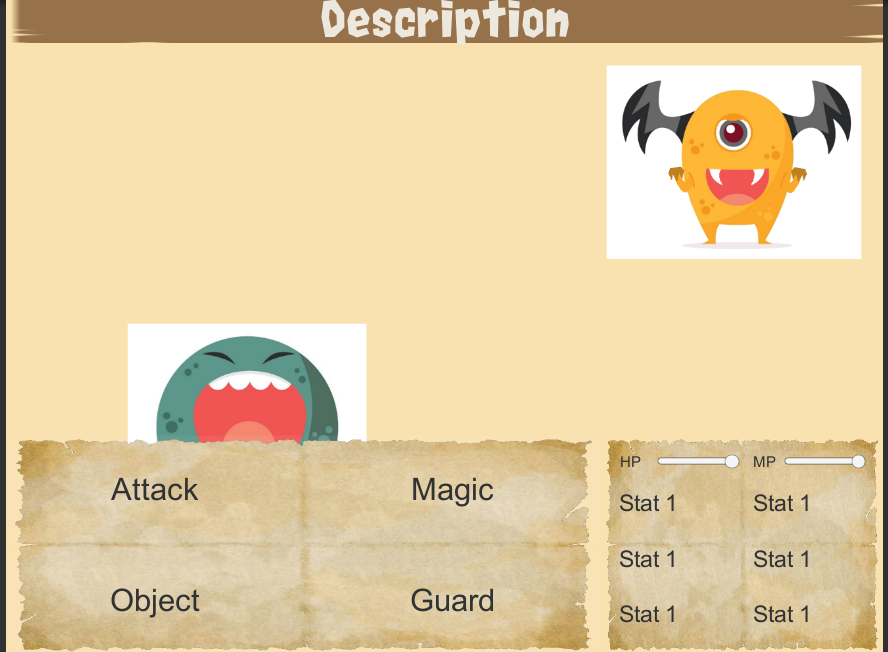 Description
Attack Magic
Object Guard
HP MP
Stat 1 Stat 1
Stat 1 Stat 1
Stat 1 Stat 1